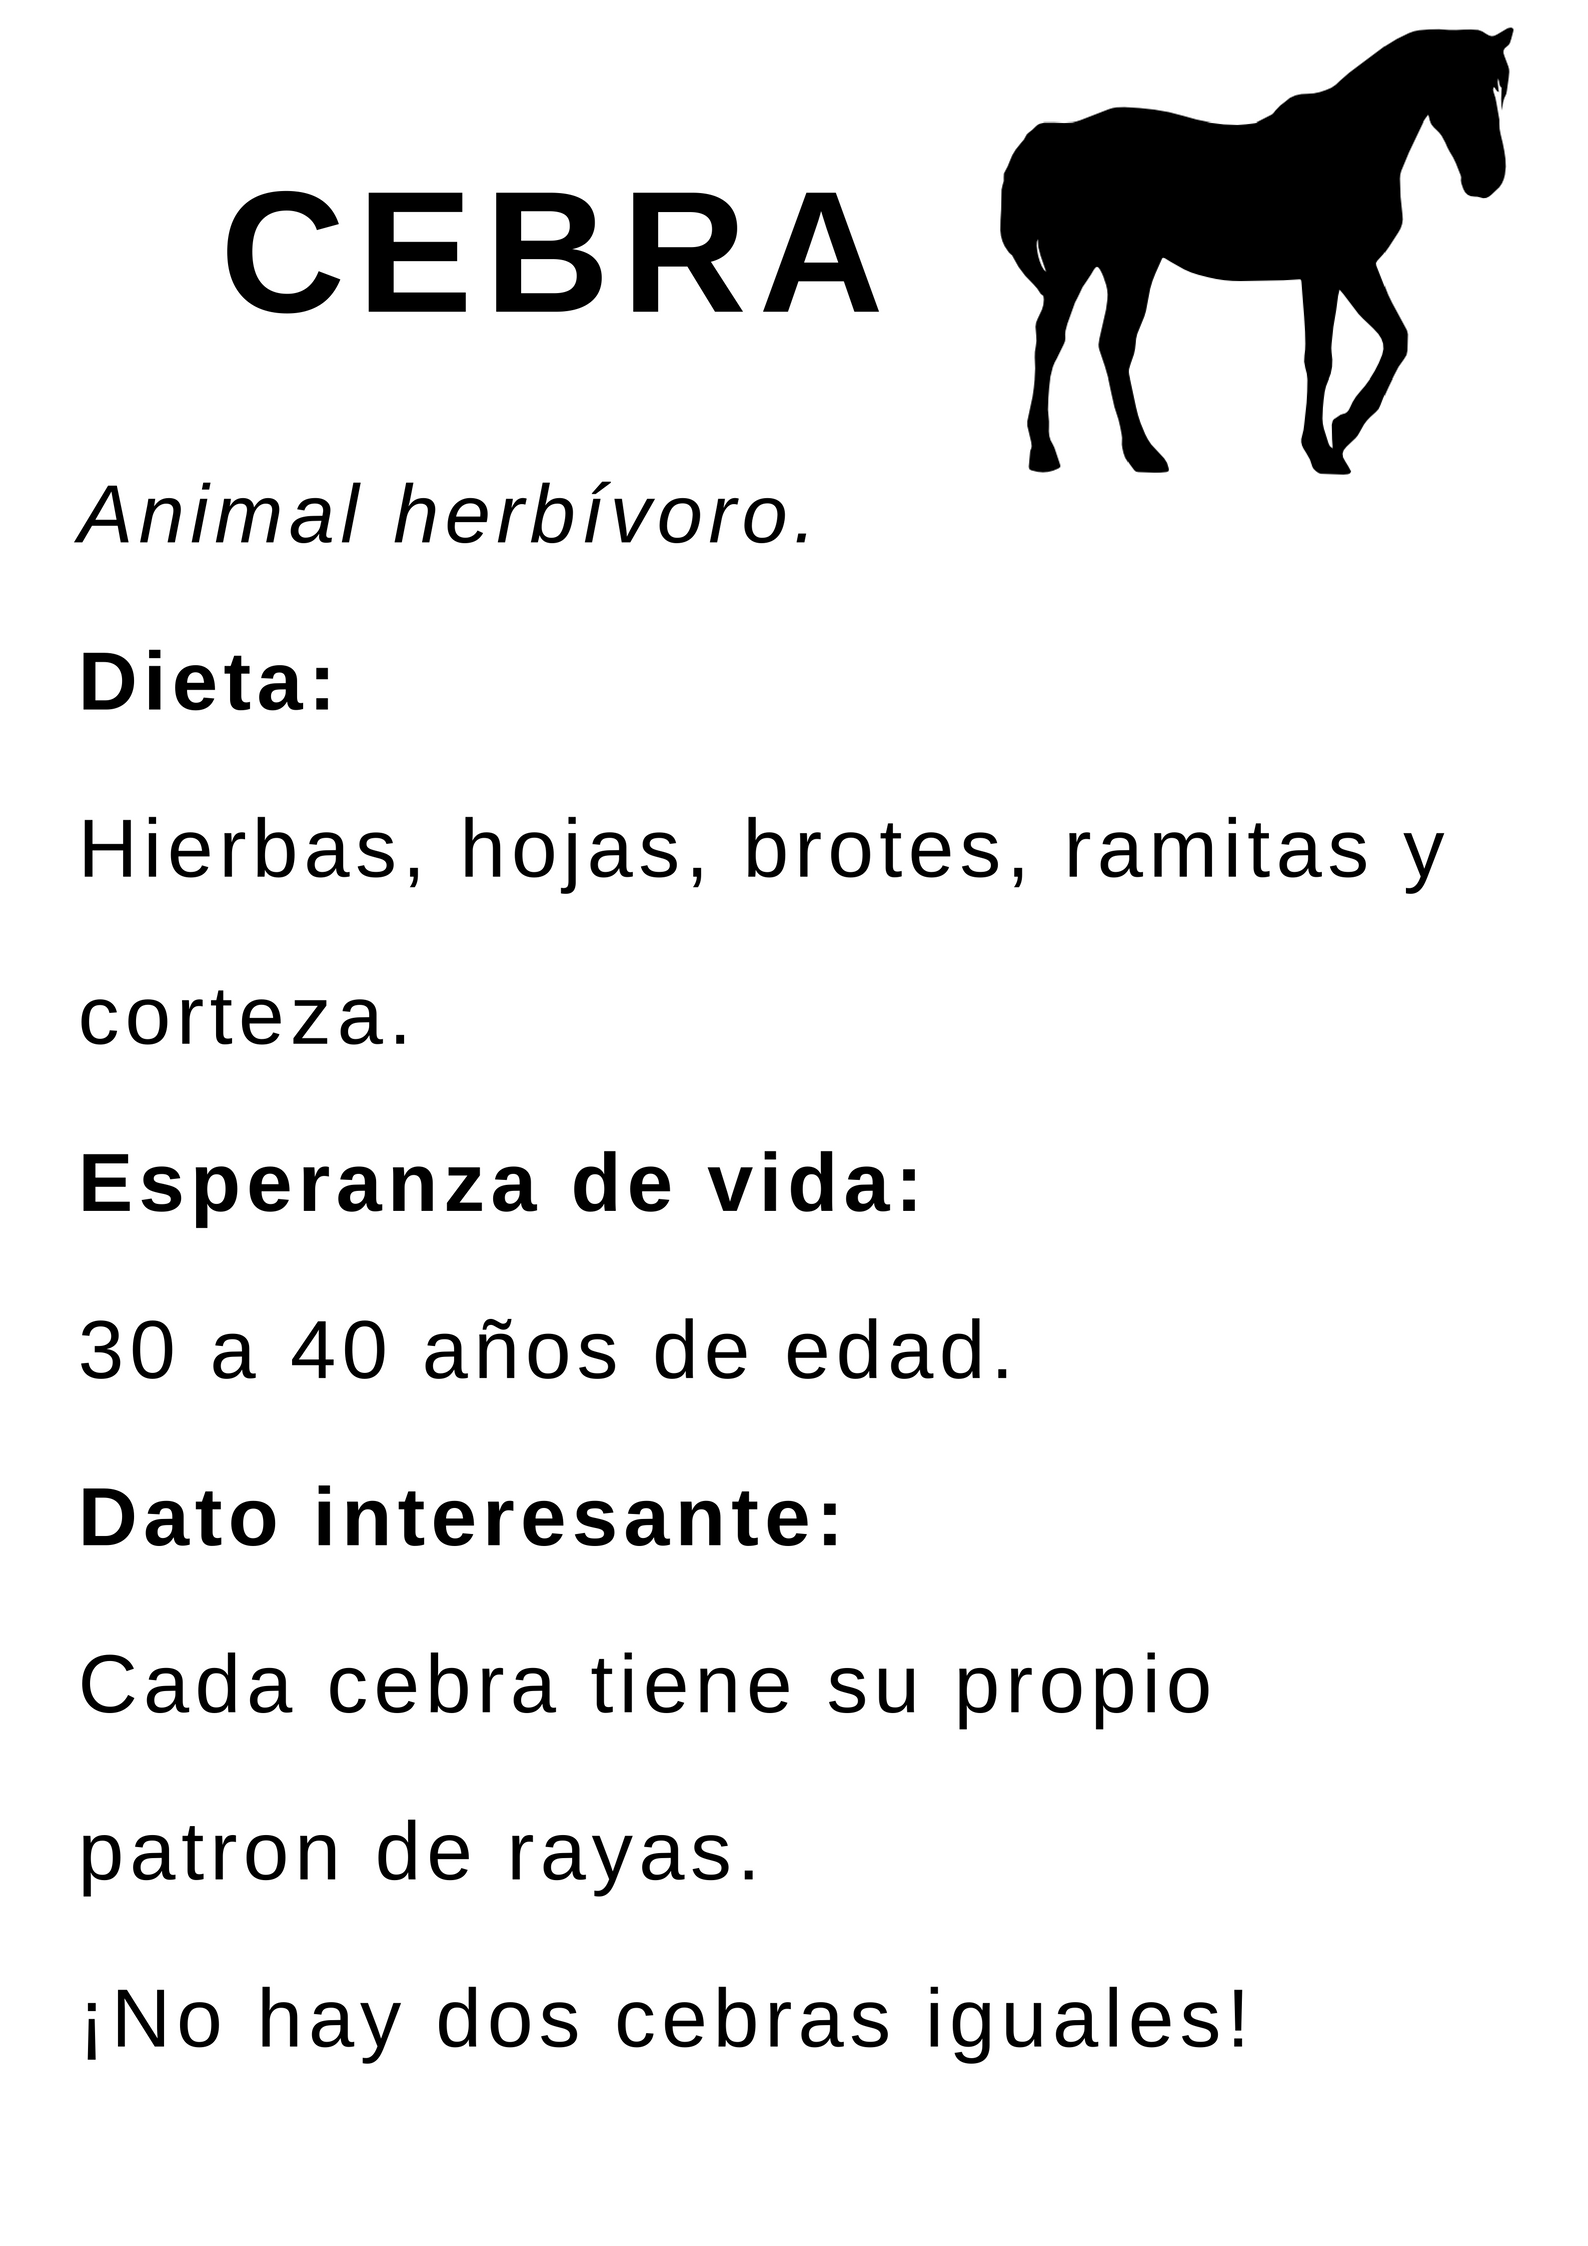 CEBRA
Animal herbívoro.
Dieta:
Hierbas, hojas, brotes, ramitas y
corteza.
Esperanza de vida:
30 a 40 años de edad.
Dato interesante:
Cada cebra tiene su propio
patron de rayas.
¡No hay dos cebras iguales!